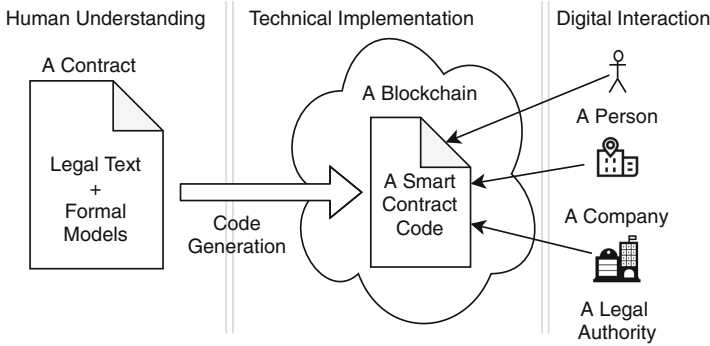 Human Understanding
Technical Implementation
Digital Interaction
A Contract
Legal Text
+
Formal
Models
Code
Generation
A Blockchain
A Smart
Contract
Code
A Person
A Company
A Legal
Authority